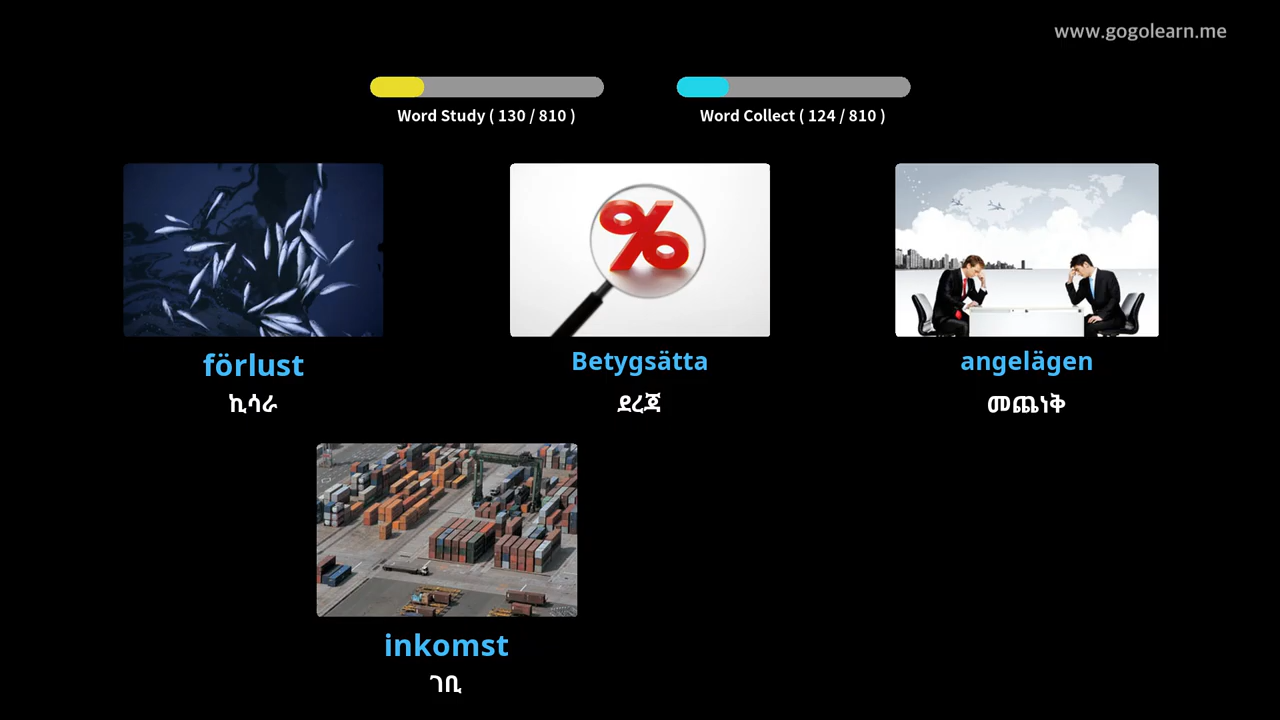 www.gogolearn.me
Word Study ( 130 / 810 )
Word Collect ( 124 / 810 )
förlust
ኪሳራ
Betygsätta
ደረጃ
angelägen
መጨነቅ
inkomst
ገቢ